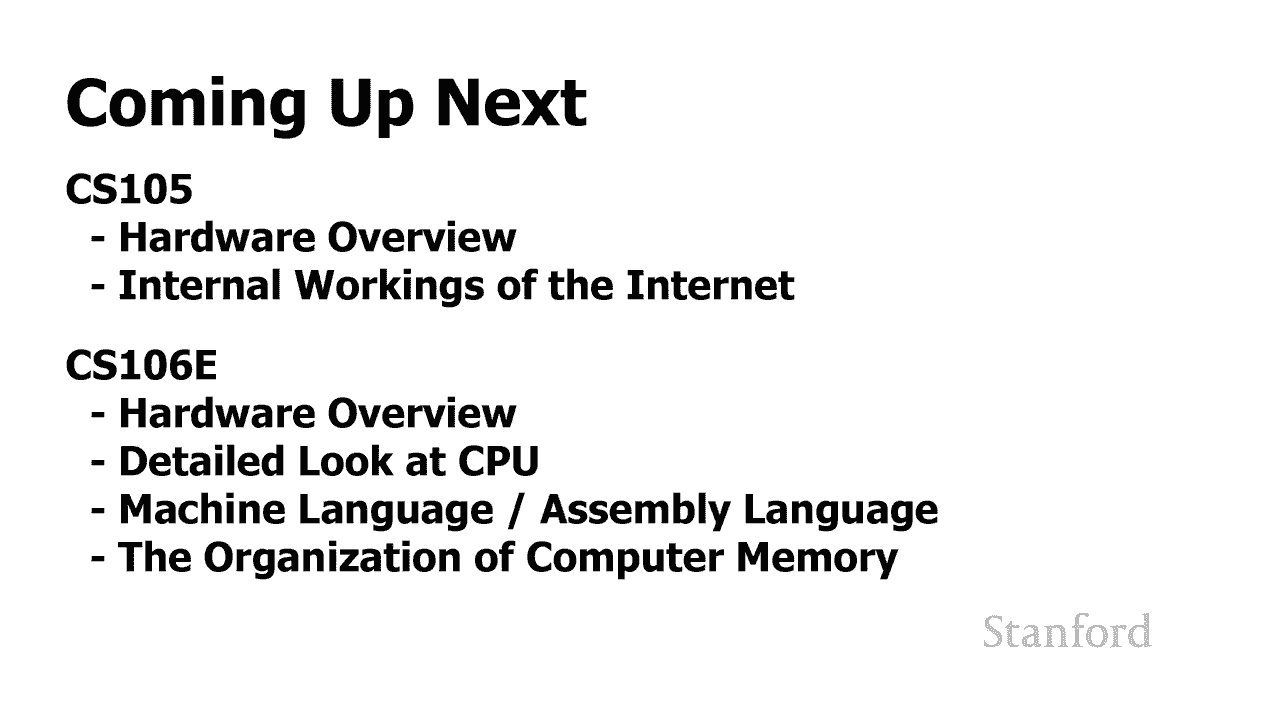 Coming Up Next
CS105
- Hardware Overview
- Internal Workings of the Internet
CS106E
- Hardware Overview
- Detailed Look at CPU
- Machine Language / Assembly Language
- The Organization of Computer Memory
Stanford